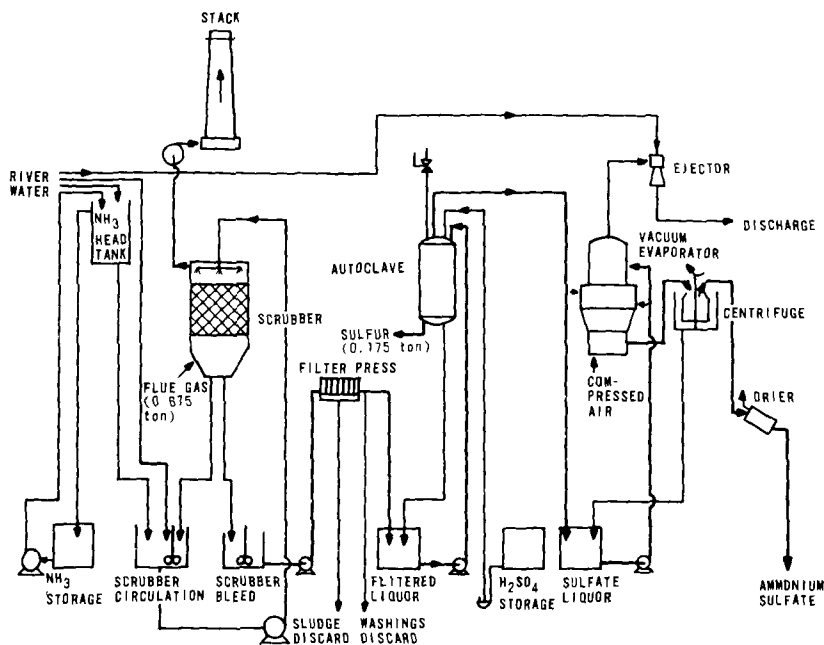 STACK
RIVER
WATER
NH3
HEAD
TANK
EJECTOR
DISCHARGE
VACUUM
EVAPORATOR
AUTOCLAVE
CENTRIFUGE
SCRUBBER
SULFUR
(0.175 ton)
FILTER PRESS
FLUE GAS
(0.675
ton)
COM-
PRESSED
AIR
DRIER
NH3
STORAGE
SCRUBBER
CIRCULATION
SCRUBBER
BLEED
FLITERED
LIQUOR
H2SO4
STORAGE
SULFATE
LIQUOR
AMMONIUM
SULFATE
SLUDGE
DISCARD
WASHINGS
DISCARD